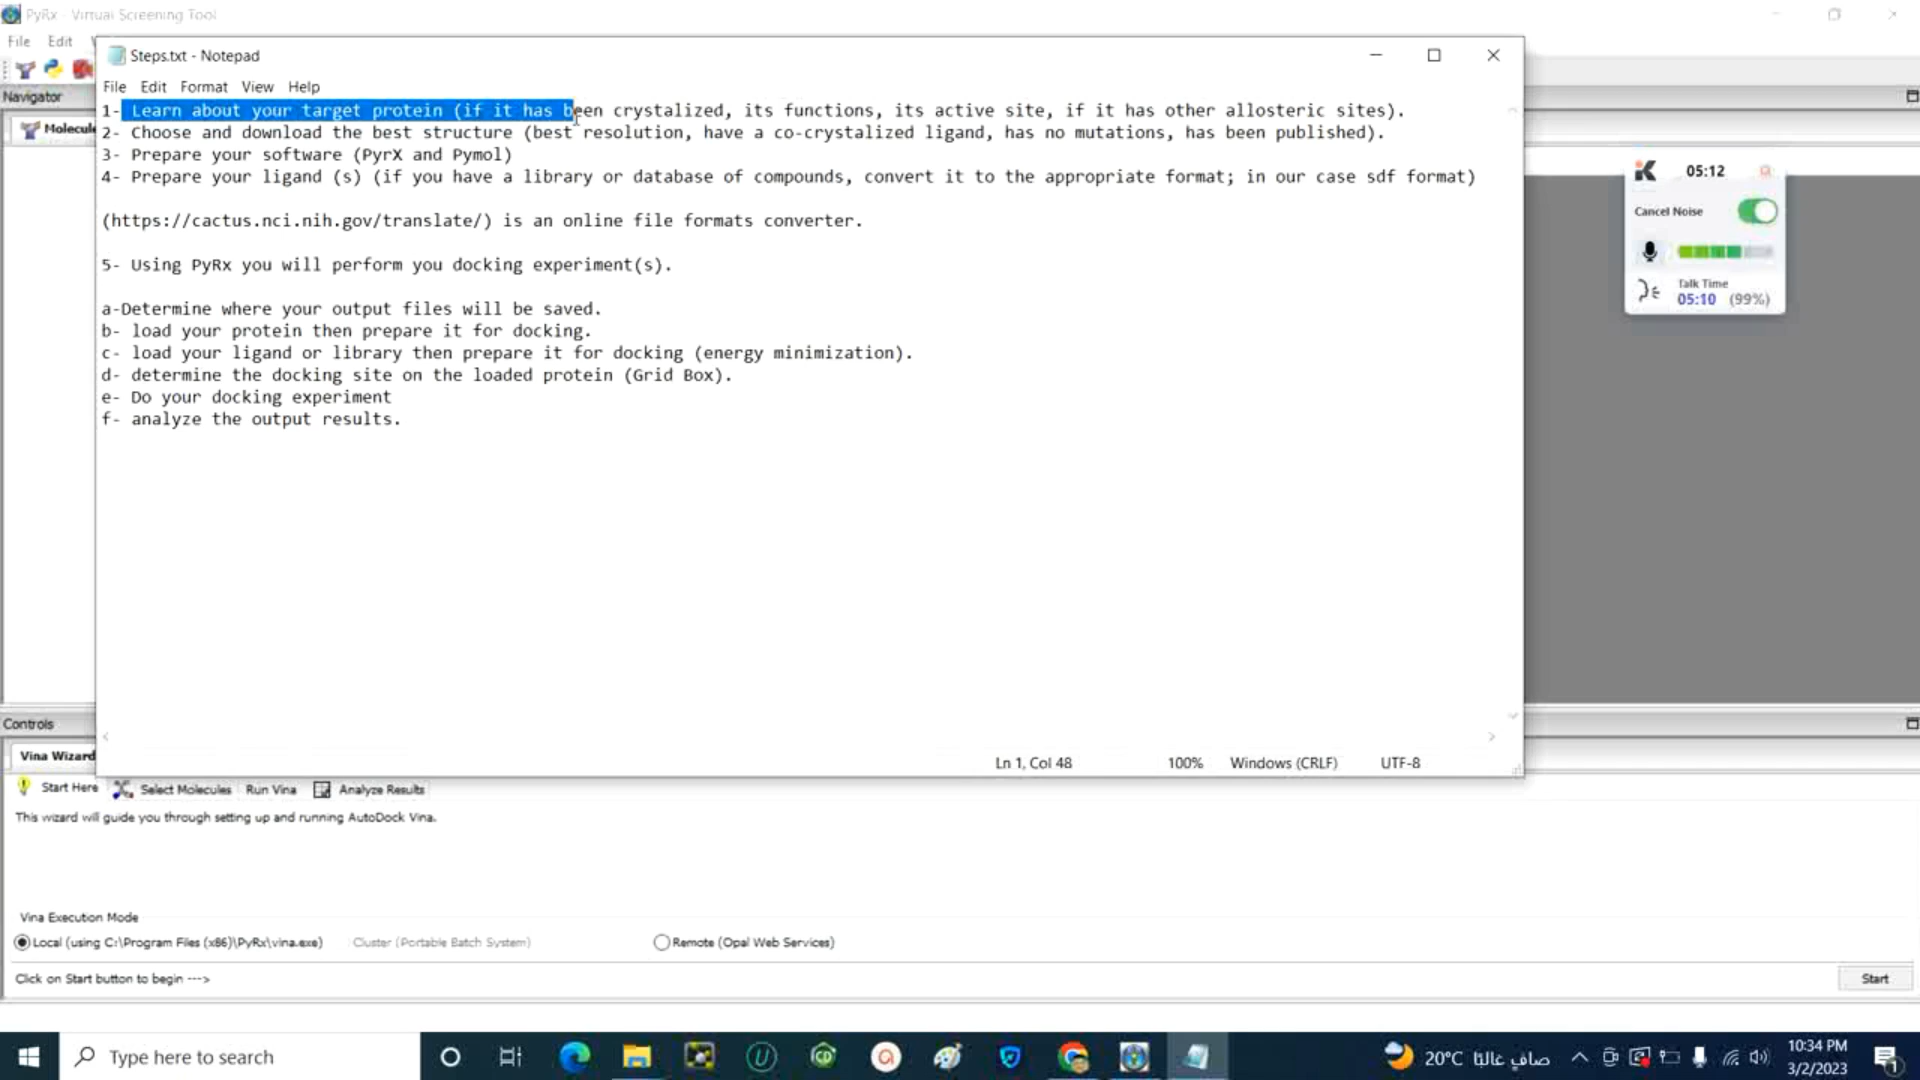 PyRx - Virtual Screening Tool
File Edit
Steps.txt - Notepad
File Edit Format View Help
Navigator
Molecule
1- Learn about your target protein (if it has been crystalized, its functions, its active site, if it has other allosteric sites).
2- Choose and download the best structure (best resolution, have a co-crystalized ligand, has no mutations, has been published).
3- Prepare your software (PyrX and Pymol)
4- Prepare your ligand (s) (if you have a library or database of compounds, convert it to the appropriate format; in our case sdf format)
(https://cactus.nci.nih.gov/translate/) is an online file formats converter.
5- Using PyRx you will perform you docking experiment(s).
a-Determine where your output files will be saved.
b- load your protein then prepare it for docking.
c- load your ligand or library then prepare it for docking (energy minimization).
d- determine the docking site on the loaded protein (Grid Box).
e- Do your docking experiment
f- analyze the output results.
05:12
Cancel Noise
Talk Time
05:10 (99%)
Ln 1, Col 48 100% Windows (CRLF) UTF-8
Controls
Vina Wizard
Start Here Select Molecules Run Vina Analyze Results
This wizard will guide you through setting up and running AutoDock Vina.
Vina Execution Mode
Local (using C:\Program Files (x86)\PyRx\vina.exe) Cluster (Portable Batch System) Remote (Opal Web Services)
Click on Start button to begin --->
Start
Type here to search
20°C صافٍ غالبًا
10:34 PM
3/2/2023
1